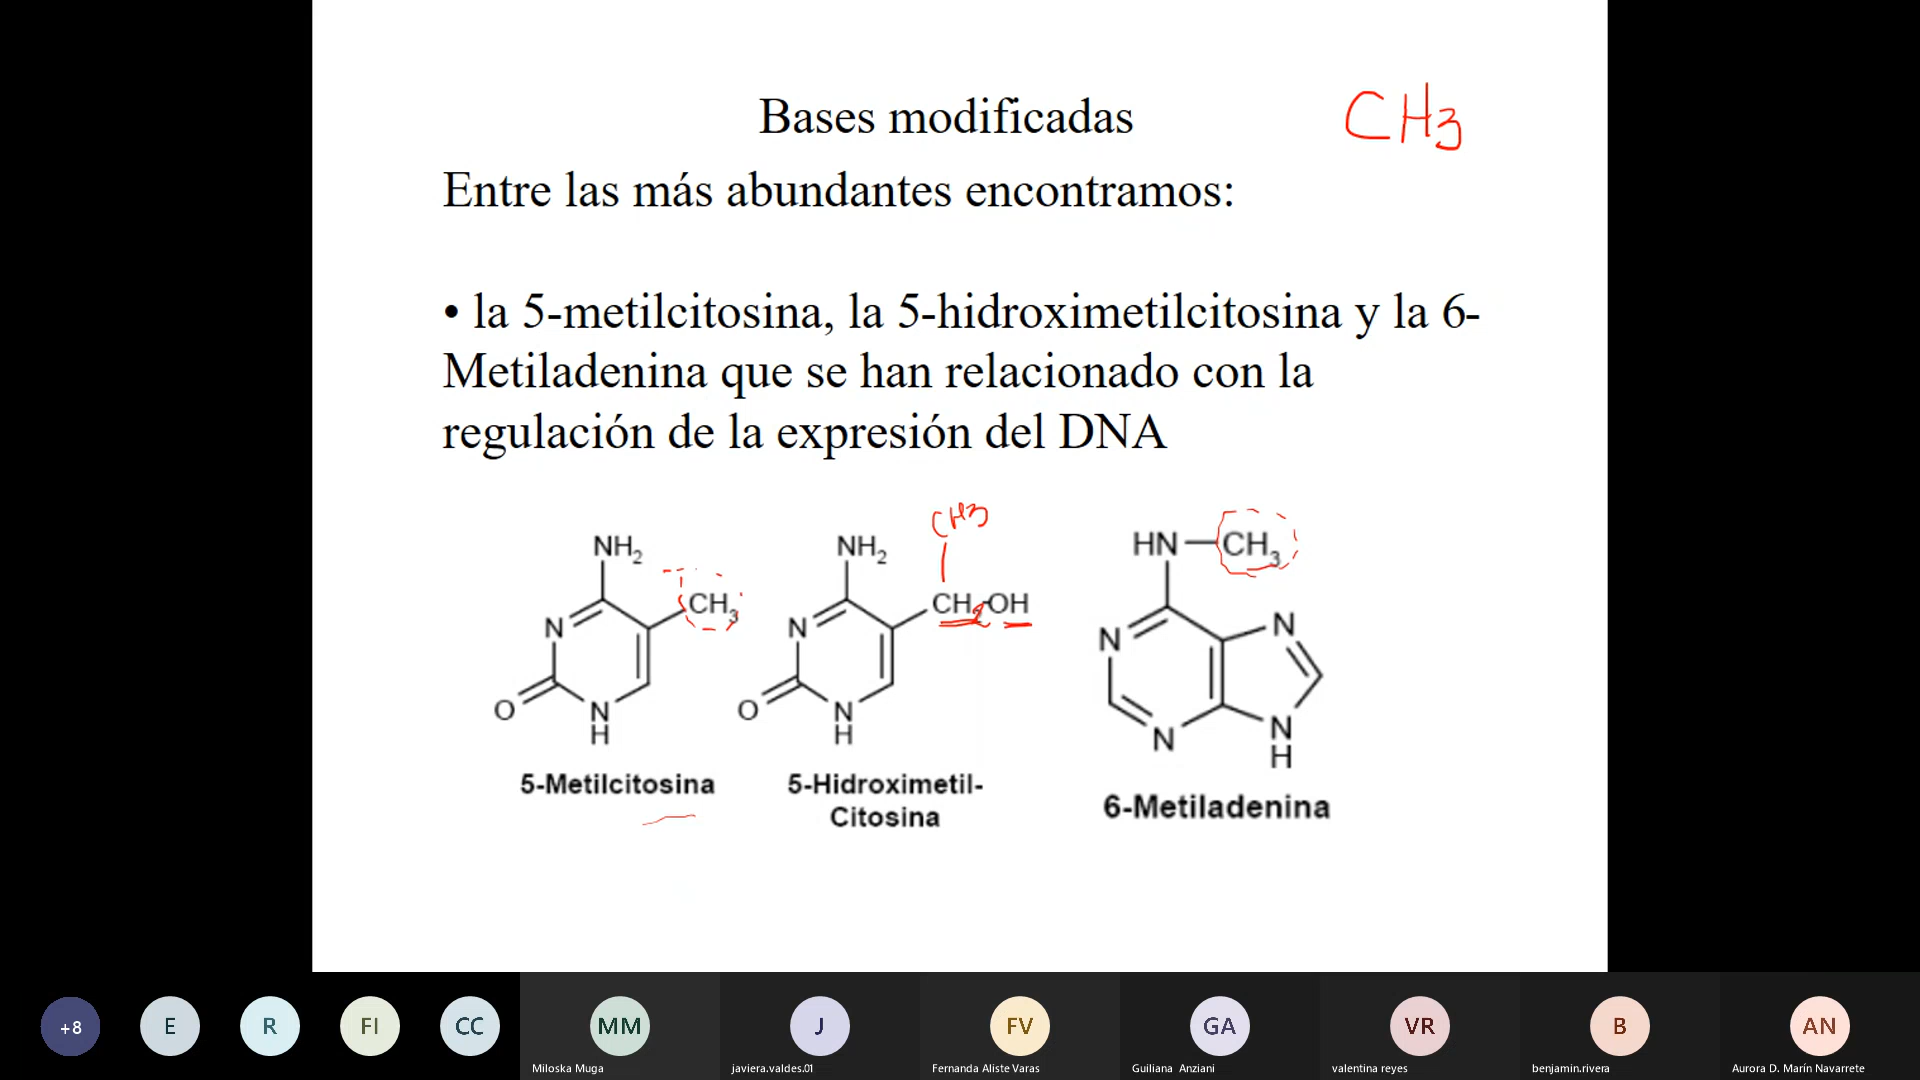 Bases modificadas
CH3
Entre las más abundantes encontramos:
• la 5-metilcitosina, la 5-hidroximetilcitosina y la 6-
Metiladenina que se han relacionado con la
regulación de la expresión del DNA
NH2
CH3
N
O
N
H
5-Metilcitosina
CH3
NH2
CH2OH
N
O
N
H
5-Hidroximetil-
Citosina
HN CH3
N
N
N
N
H
6-Metiladenina
+8
E
R
FI
CC
MM
Miloska Muga
J
javiera.valdes.01
FV
Fernanda Aliste Varas
GA
Guiliana Anziani
VR
valentina reyes
B
benjamin.rivera
AN
Aurora D. Marín Navarrete